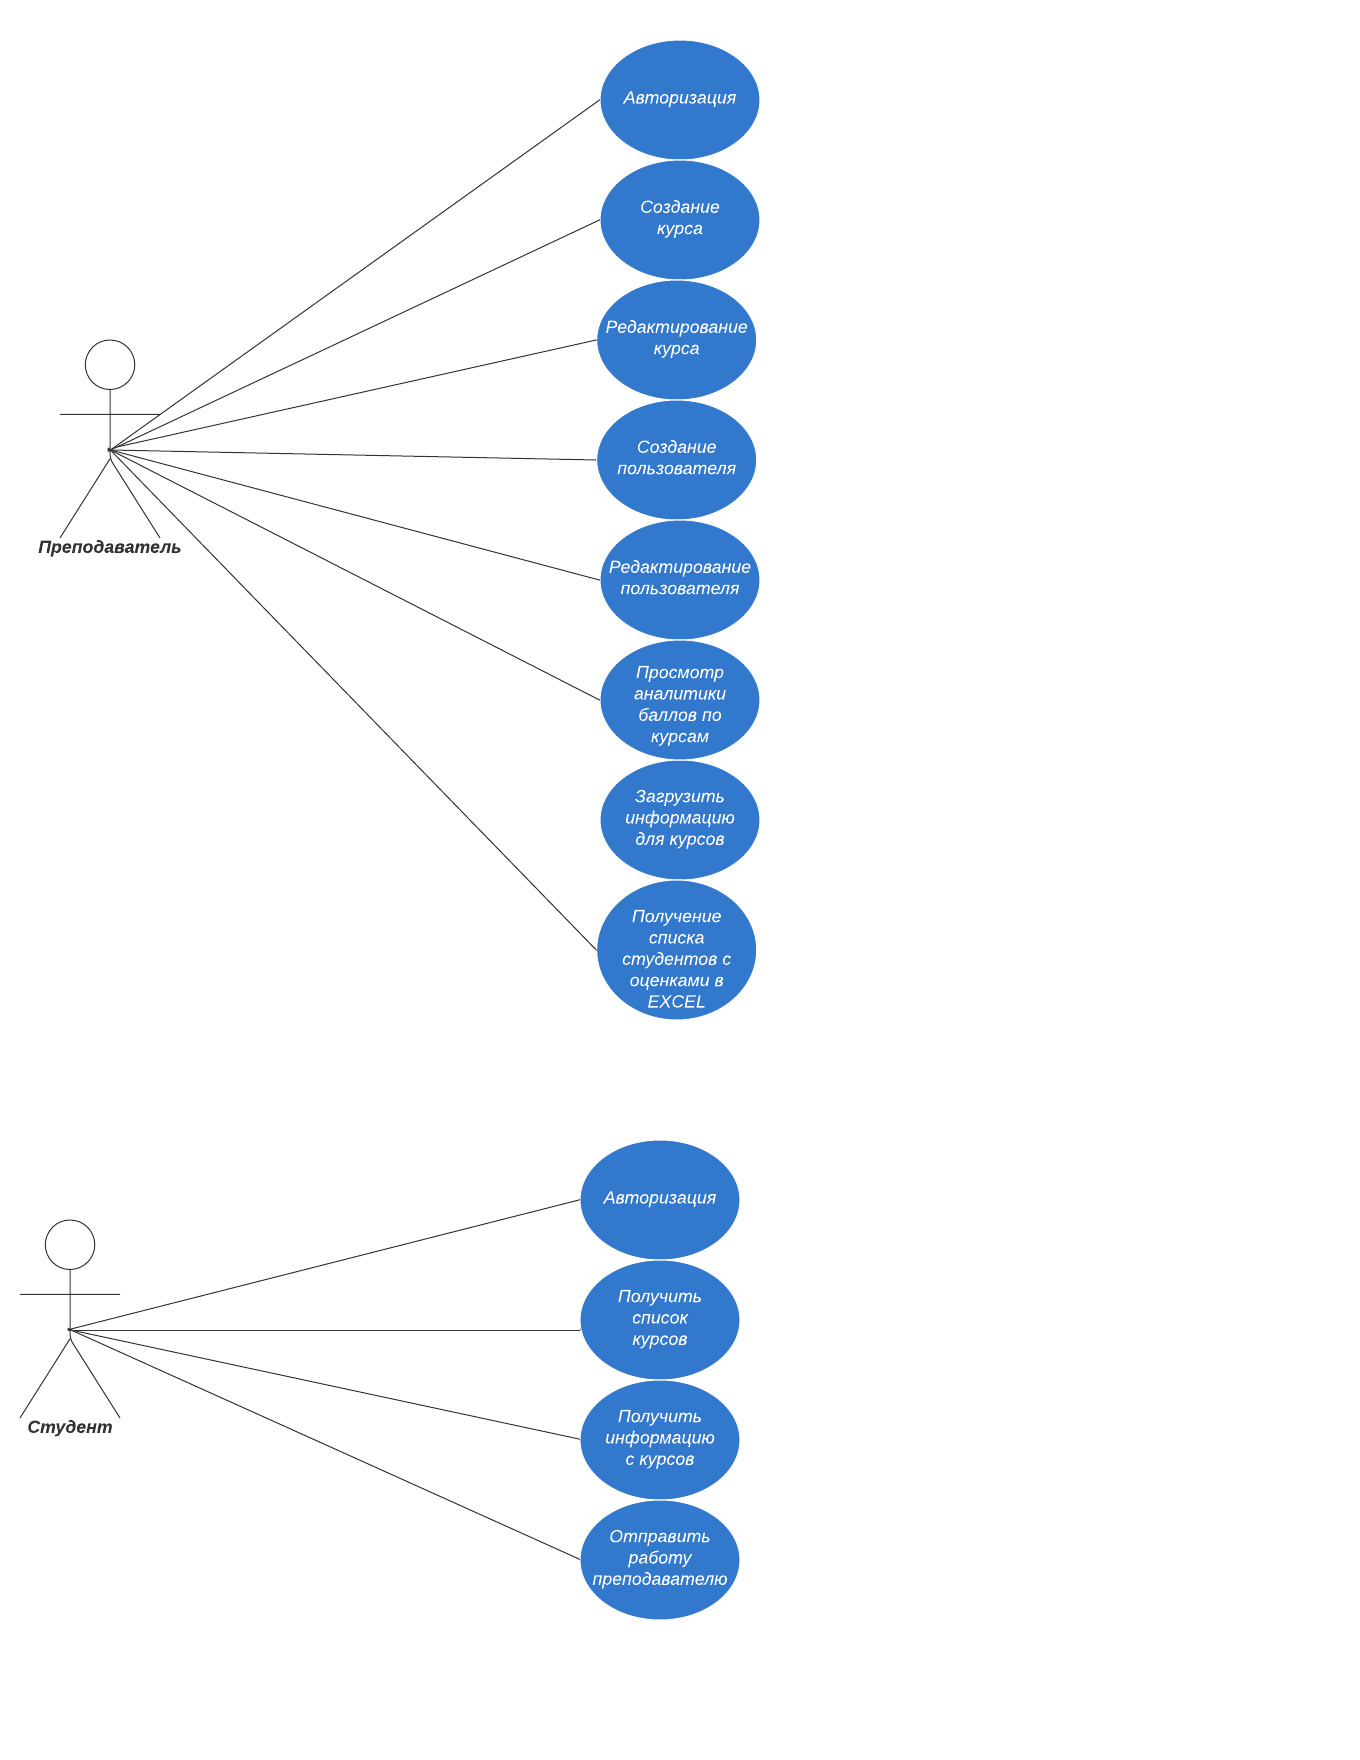 Авторизация
Создание
курса
Редактирование
курса
Создание
пользователя
Преподаватель
Редактирование
пользователя
Просмотр
аналитики
баллов по
курсам
Загрузить
информацию
для курсов
Получение
списка
студентов с
оценками в
EXCEL
Авторизация
Получить
список
курсов
Студент
Получить
информацию
с курсов
Отправить
работу
преподавателю